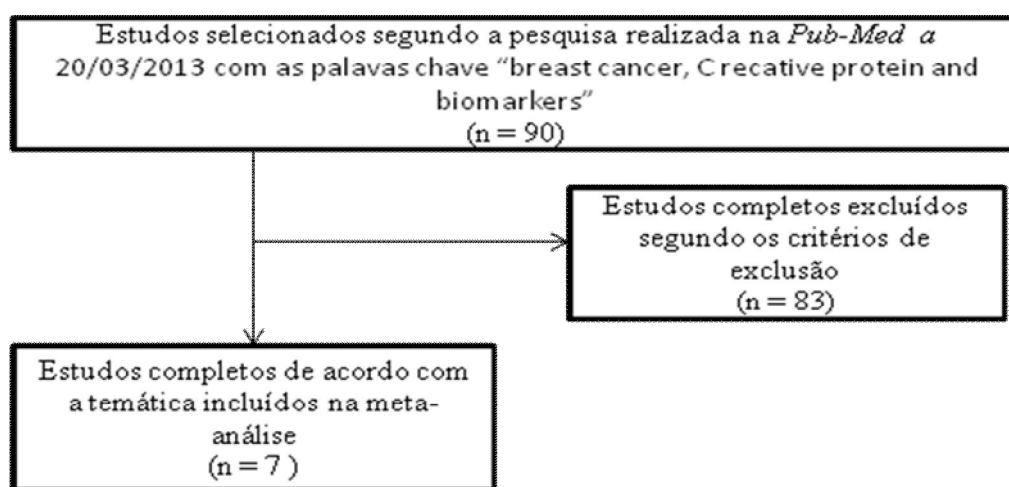 Estudos selecionados segundo a pesquisa realizada na Pub-Med a
20/03/2013 com as palavas chave “breast cancer, C recative protein and
biomarkers”
(n = 90)
Estudos completos excluídos
segundo os critérios de
exclusão
(n = 83)
Estudos completos de acordo com
a temática incluídos na meta-
análise
(n = 7 )